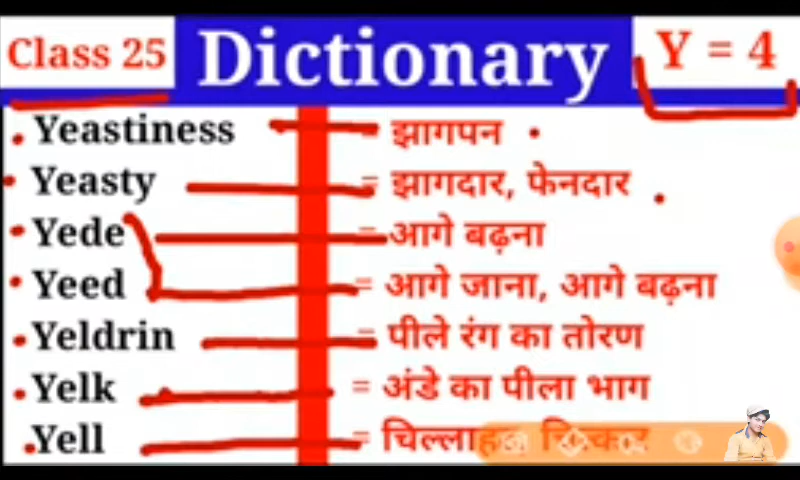 Class 25 Dictionary Y = 4
Yeastiness = झागपन
Yeasty = झागदार, फेनदार
Yede = आगे बढ़ना
Yeed = आगे जाना, आगे बढ़ना
Yeldrin = पीले रंग का तोरण
Yelk = अंडे का पीला भाग
Yell =